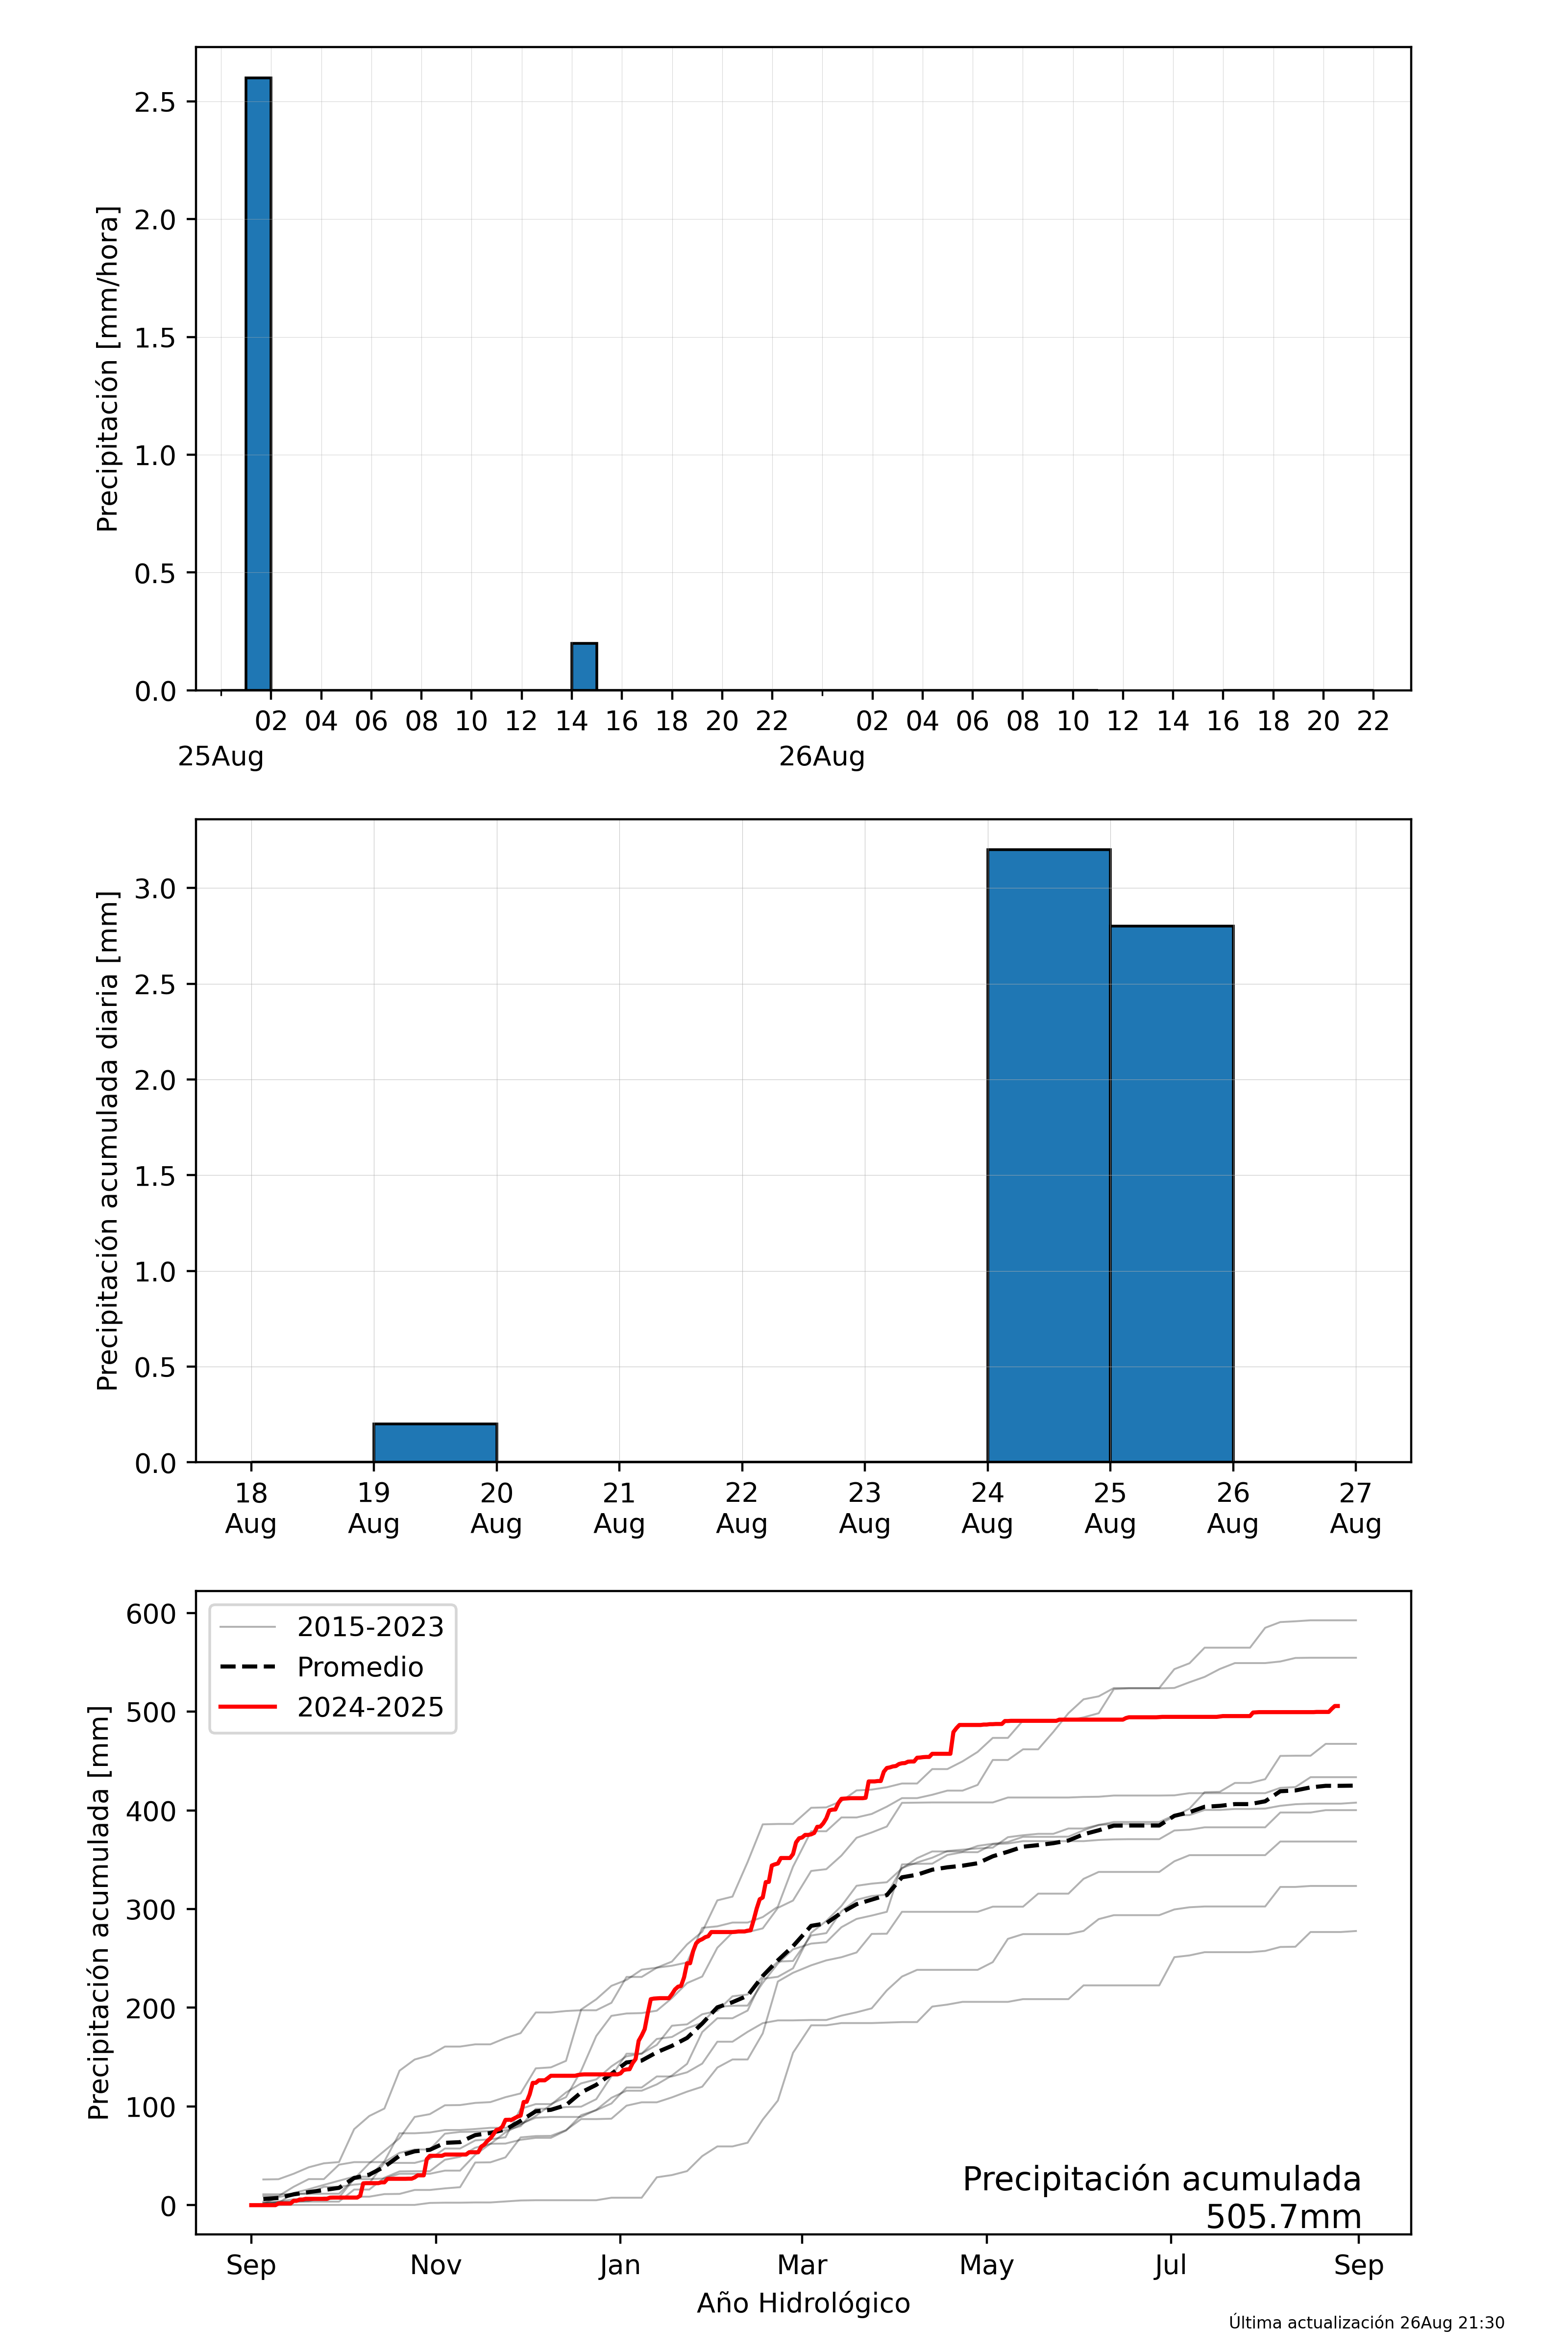 Precipitación [mm/hora]
2.5
2.0
1.5
1.0
0.5
0.0
02 04 06 08 10 12 14 16 18 20 22 02 04 06 08 10 12 14 16 18 20 22
25Aug 26Aug
Precipitación acumulada diaria [mm]
3.0
2.5
2.0
1.5
1.0
0.5
0.0
18 19 20 21 22 23 24 25 26 27
Aug Aug Aug Aug Aug Aug Aug Aug Aug Aug
Precipitación acumulada [mm]
600
500
400
300
200
100
0
2015-2023
Promedio
2024-2025
Precipitación acumulada
505.7mm
Sep Nov Jan Mar May Jul Sep
Año Hidrológico
Última actualización 26Aug 21:30